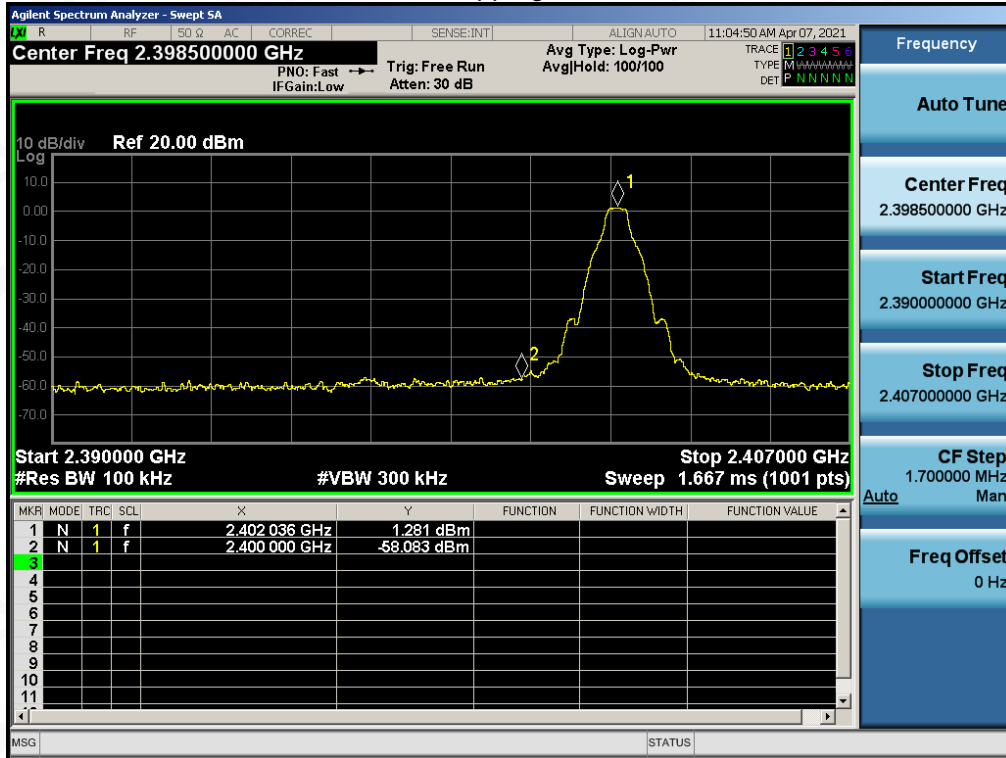 Agilent Spectrum Analyzer - Swept SA
LXI R RF 50 Ω AC CORREC SENSE:INT ALIGN AUTO 11:04:50 AM Apr 07, 2021
Center Freq 2.398500000 GHz
PNO: Fast
IFGain:Low
Trig: Free Run
Atten: 30 dB
Avg Type: Log-Pwr
Avg|Hold: 100/100
TRACE 1 2 3 4 5 6
TYPE M
DET P N N N N N
10 dB/div Ref 20.00 dBm
Log
10.0
0.00
-10.0
-20.0
-30.0
-40.0
-50.0
-60.0
-70.0
1
2
Start 2.390000 GHz Stop 2.407000 GHz
#Res BW 100 kHz #VBW 300 kHz Sweep 1.667 ms (1001 pts)
MKR MODE TRC SCL X Y FUNCTION FUNCTION WIDTH FUNCTION VALUE
1 N 1 f 2.402 036 GHz 1.281 dBm
2 N 1 f 2.400 000 GHz -58.083 dBm
3
4
5
6
7
8
9
10
11
MSG STATUS
Frequency
Auto Tune
Center Freq
2.398500000 GHz
Start Freq
2.390000000 GHz
Stop Freq
2.407000000 GHz
CF Step
1.700000 MHz
Auto Man
Freq Offset
0 Hz